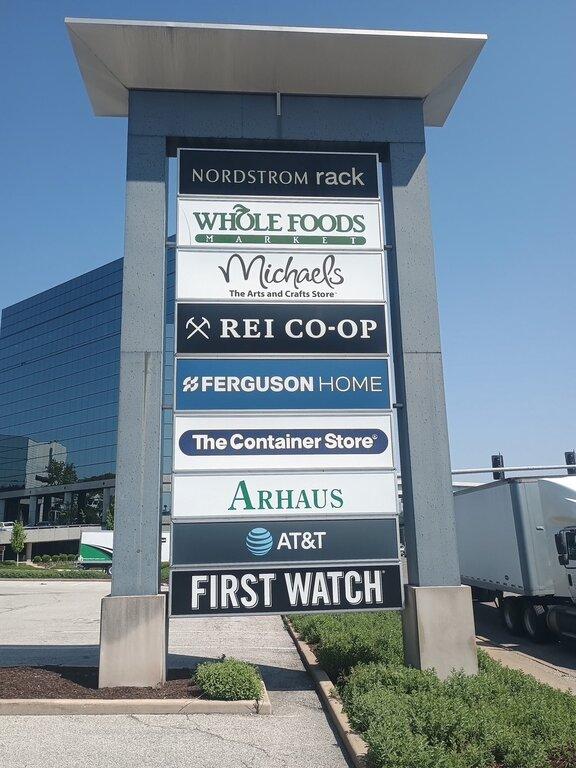 NORDSTROM rack
WHOLE FOODS
MARKET
Michaels
The Arts and Crafts Store
REI CO-OP
FERGUSON HOME
The Container Store
ARHAUS
AT&T
FIRST WATCH